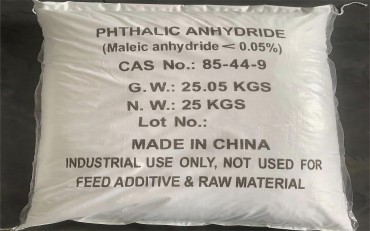 PHTHALIC ANHYDRIDE
(Maleic anhydride ≤ 0.05%)
CAS No.: 85-44-9
G. W.: 25.05 KGS
N. W.: 25 KGS
Lot No.:
MADE IN CHINA
INDUSTRIAL USE ONLY, NOT USED FOR
FEED ADDITIVE & RAW MATERIAL